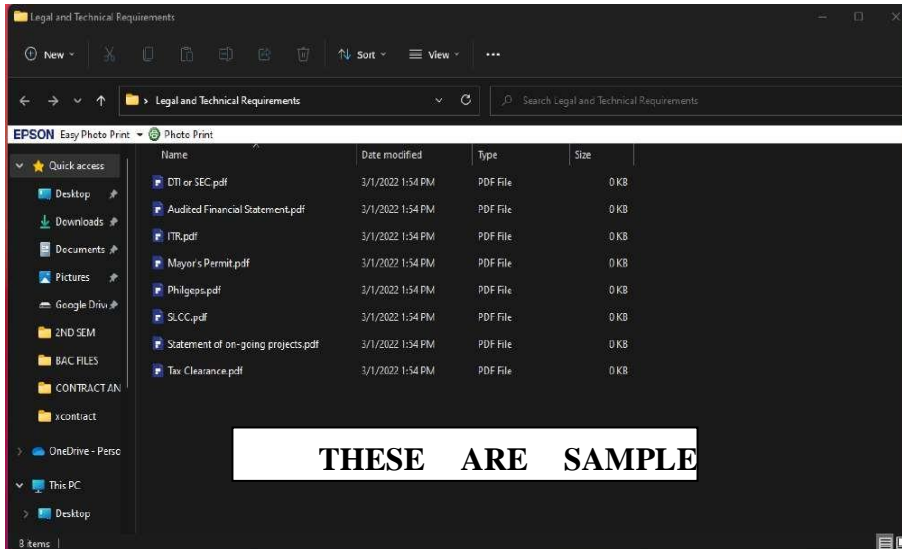 Legal and Technical Requirements
New
Sort
View
Legal and Technical Requirements
Search Legal and Technical Requirements
EPSON Easy Photo Print Photo Print
Name Date modified Type Size
Quick access
Desktop
Downloads
Documents
Pictures
Google Driv
2ND SEM
BAC FILES
CONTRACT AN
xcontract
OneDrive - Perso
This PC
Desktop
DTI or SEC.pdf 3/1/2022 1:54 PM PDF File 0 KB
Audited Financial Statement.pdf 3/1/2022 1:54 PM PDF File 0 KB
ITR.pdf 3/1/2022 1:54 PM PDF File 0 KB
Mayor's Permit.pdf 3/1/2022 1:54 PM PDF File 0 KB
Philgeps.pdf 3/1/2022 1:54 PM PDF File 0 KB
SLCC.pdf 3/1/2022 1:54 PM PDF File 0 KB
Statement of on-going projects.pdf 3/1/2022 1:54 PM PDF File 0 KB
Tax Clearance.pdf 3/1/2022 1:54 PM PDF File 0 KB
THESE ARE SAMPLE
8 items